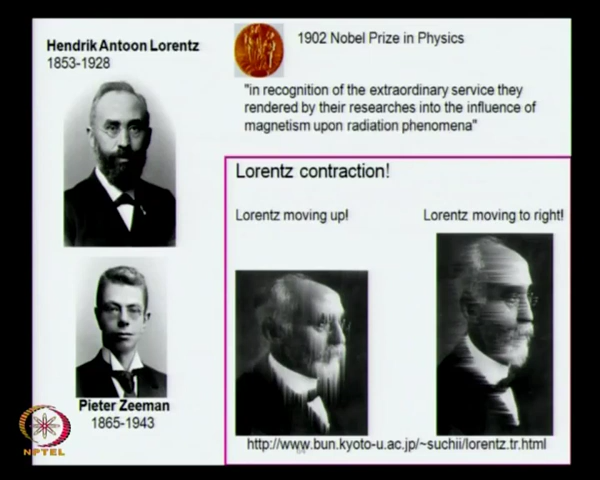 Hendrik Antoon Lorentz
1853-1928
1902 Nobel Prize in Physics
"in recognition of the extraordinary service they
rendered by their researches into the influence of
magnetism upon radiation phenomena"
Lorentz contraction!
Lorentz moving up!
Lorentz moving to right!
Pieter Zeeman
1865-1943
http://www.bun.kyoto-u.ac.jp/~suchii/lorentz.tr.html
NPTEL